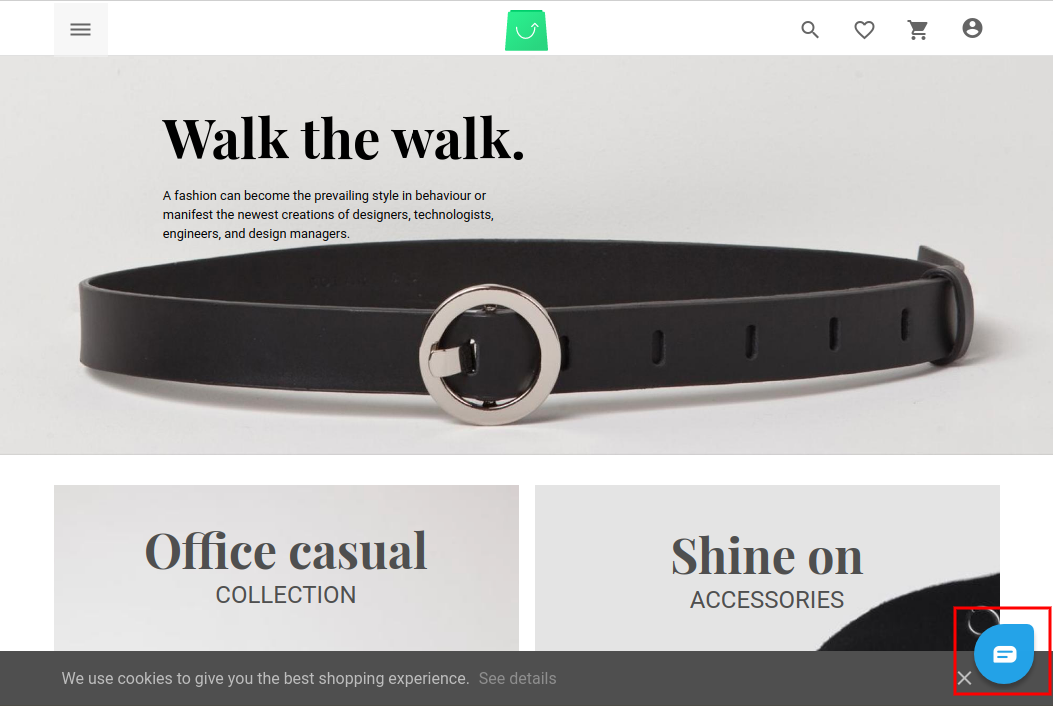 Walk the walk.
A fashion can become the prevailing style in behaviour or
manifest the newest creations of designers, technologists,
engineers, and design managers.
Office casual
COLLECTION
Shine on
ACCESSORIES
We use cookies to give you the best shopping experience. See details